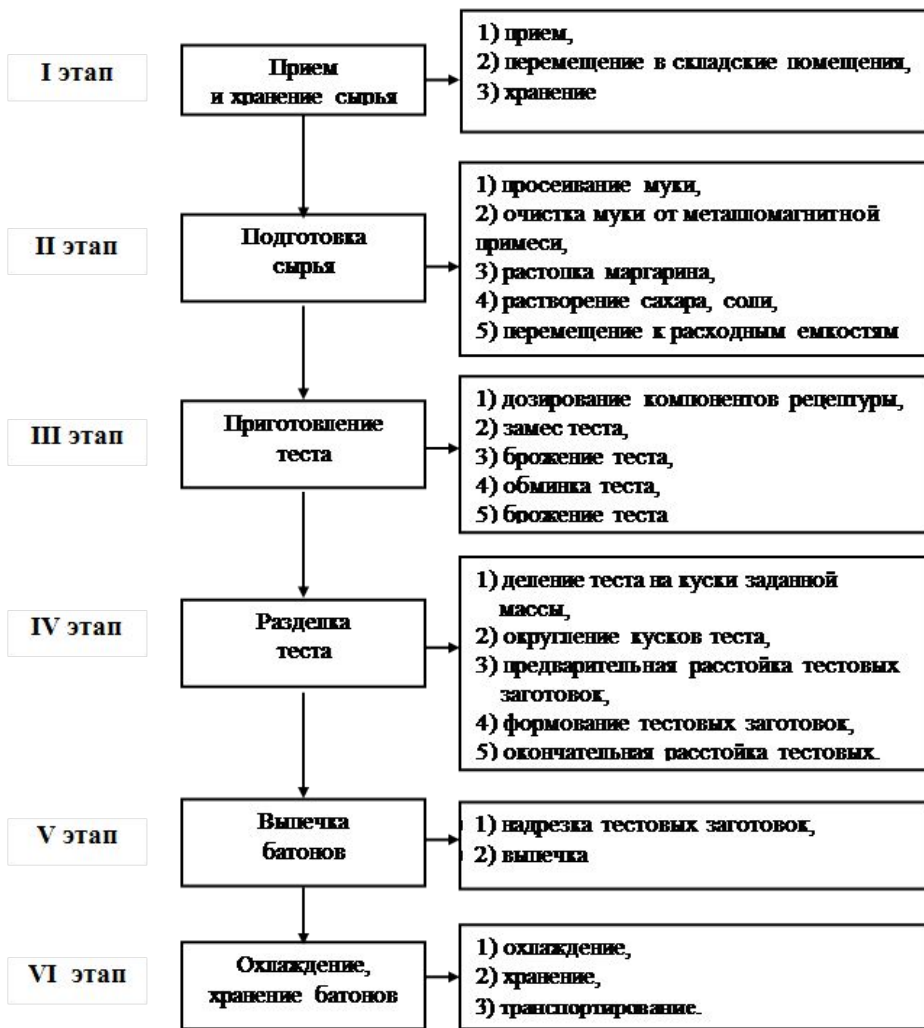 I этап
Прием
и хранение сырья
1) прием,
2) перемещение в складские помещения,
3) хранение
II этап
Подготовка
сырья
1) просеивание муки,
2) очистка муки от металломагнитной
примеси,
3) растопка маргарина,
4) растворение сахара, соли,
5) перемещение к расходным емкостям
III этап
Приготовление
теста
1) дозирование компонентов рецептуры,
2) замес теста,
3) брожение теста,
4) обминка теста,
5) брожение теста
IV этап
Разделка
теста
1) деление теста на куски заданной
массы,
2) округление кусков теста,
3) предварительная расстойка тестовых
заготовок,
4) формование тестовых заготовок,
5) окончательная расстойка тестовых.
V этап
Выпечка
батонов
1) надрезка тестовых заготовок,
2) выпечка
VI этап
Охлаждение,
хранение батонов
1) охлаждение,
2) хранение,
3) транспортирование.